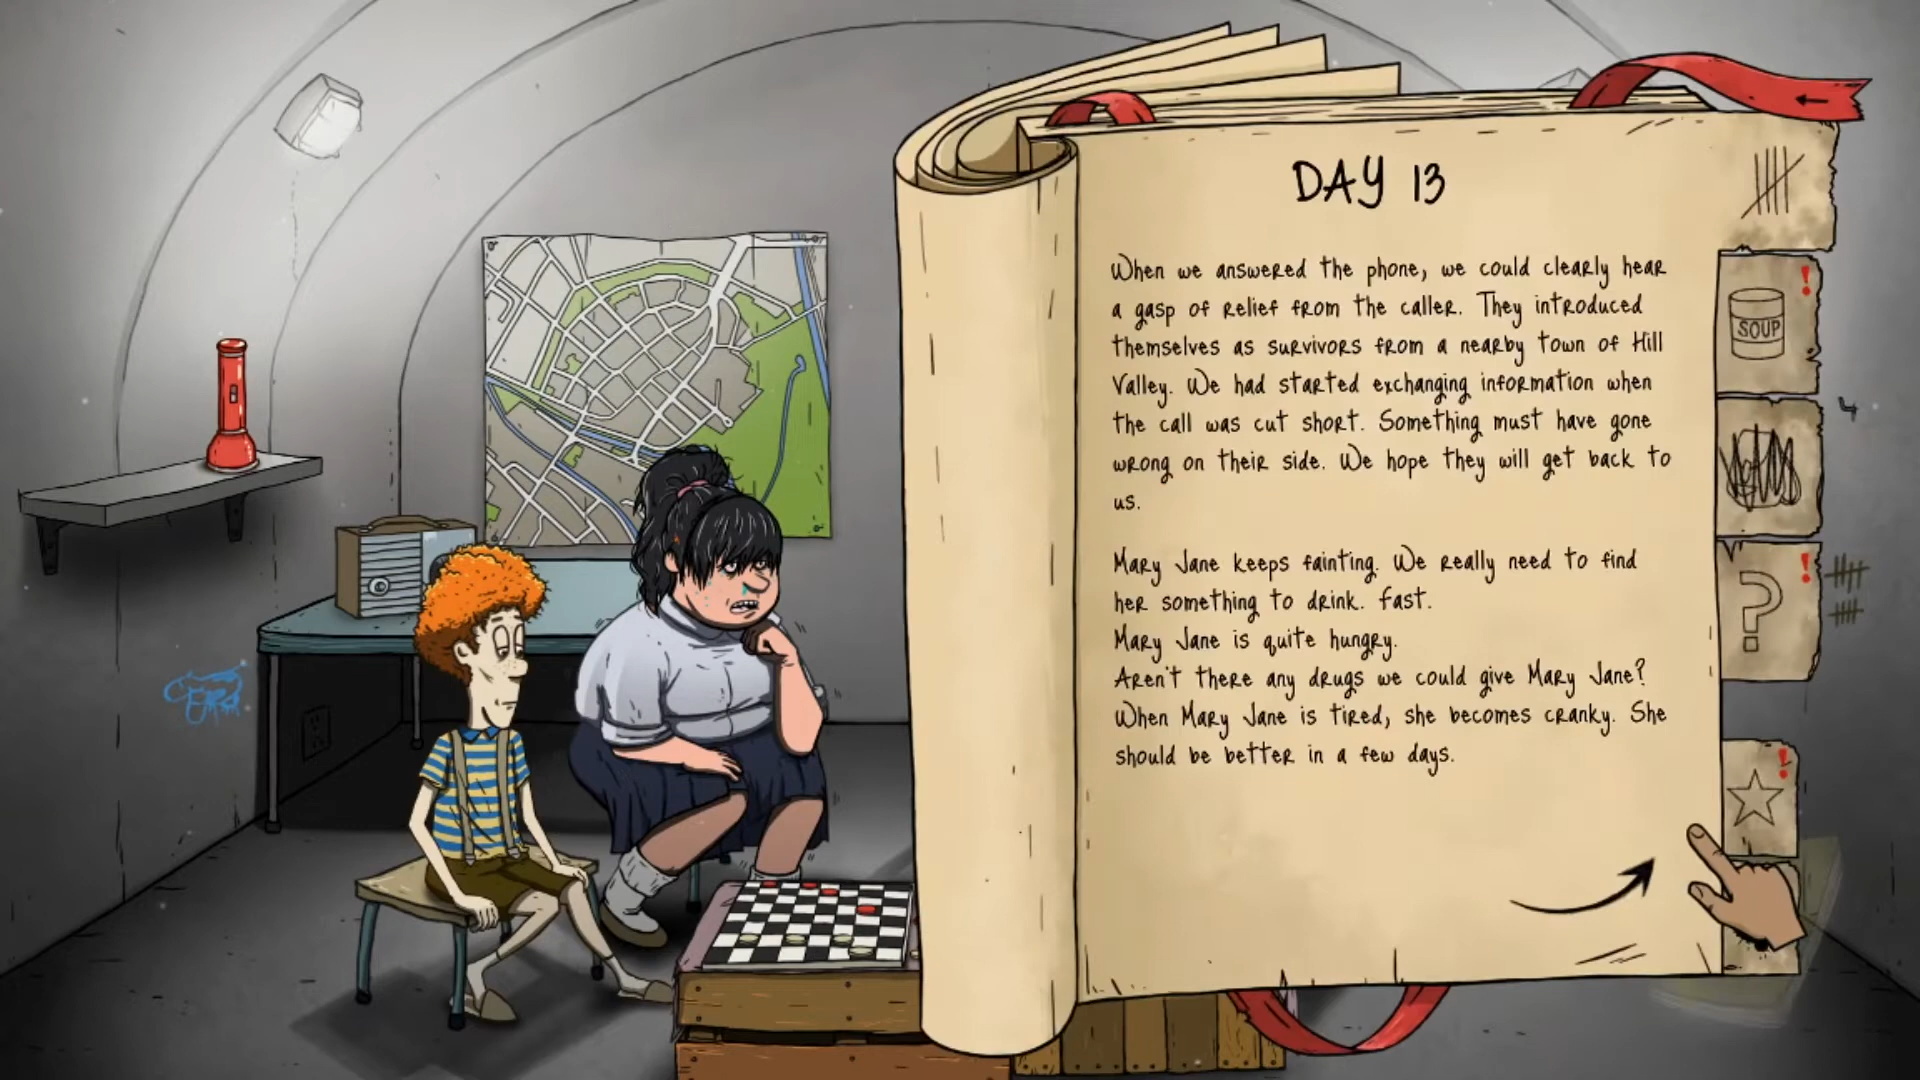 DAY 13
When we answered the phone, we could clearly hear
a gasp of relief from the caller. They introduced
themselves as survivors from a nearby town of Hill
Valley. We had started exchanging information when
the call was cut short. Something must have gone
wrong on their side. We hope they will get back to
us.
Mary Jane keeps fainting. We really need to find
her something to drink. Fast.
Mary Jane is quite hungry.
Aren't there any drugs we could give Mary Jane?
When Mary Jane is tired, she becomes cranky. She
should be better in a few days.
!
SOUP
!
?
!